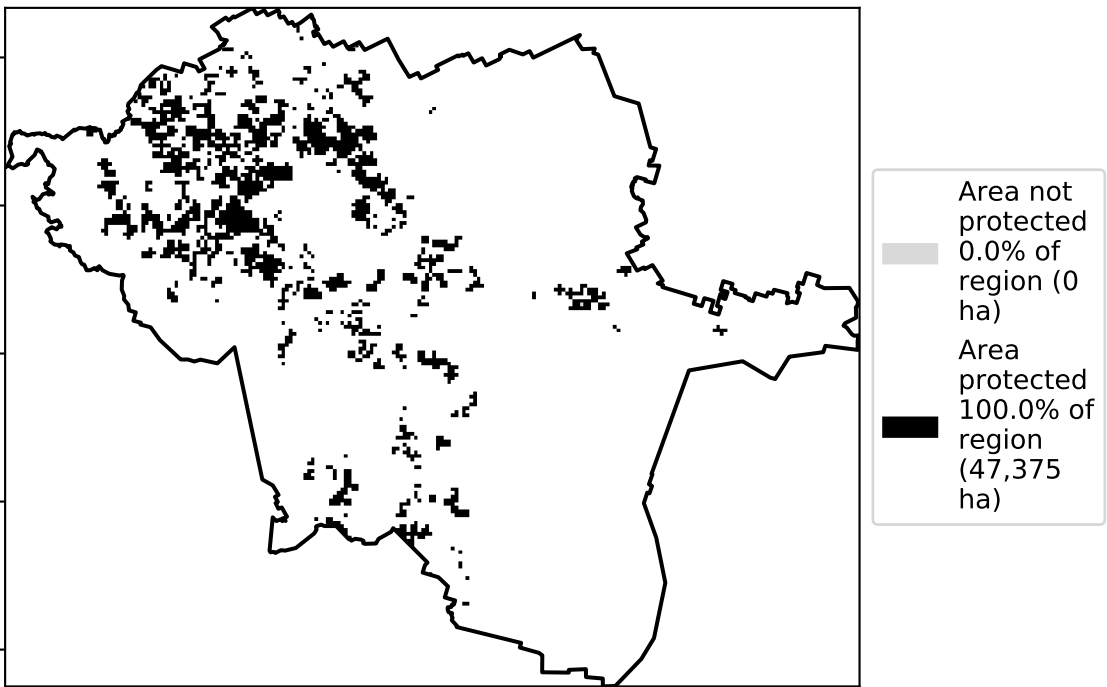 Area not
protected
0.0% of
region (0
ha)
Area
protected
100.0% of
region
(47,375
ha)